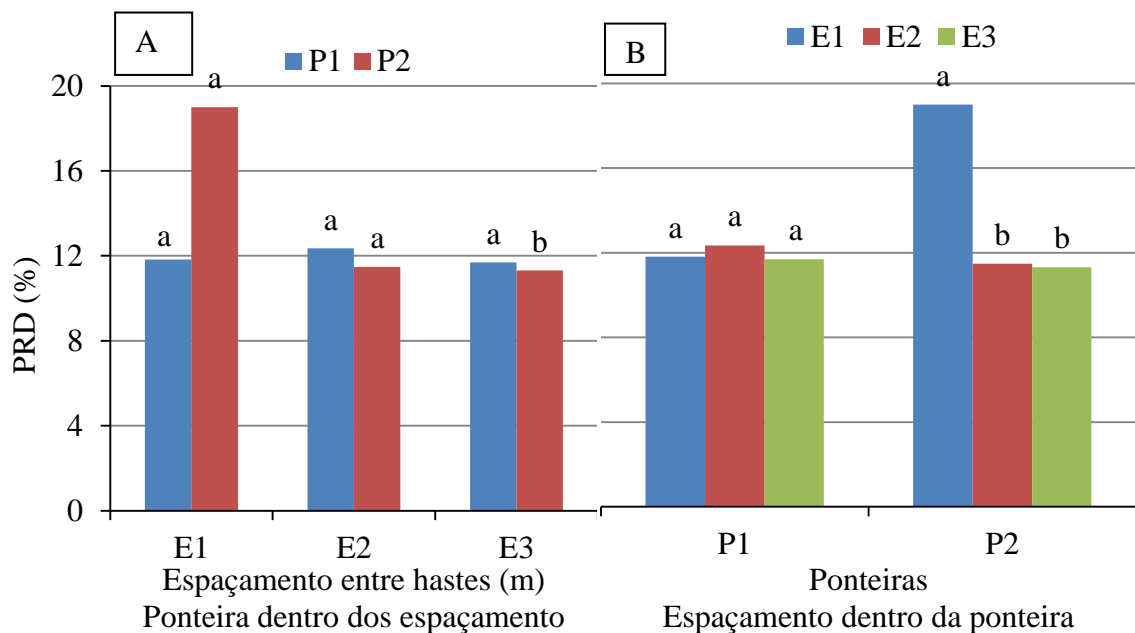 A
P1 P2
PRD (%)
20
16
12
8
4
0
a
a
a
a
a
b
E1 E2 E3
Espaçamento entre hastes (m)
Ponteira dentro dos espaçamento
B
E1 E2 E3
a
a
a
a
b
b
P1 P2
Ponteiras
Espaçamento dentro da ponteira